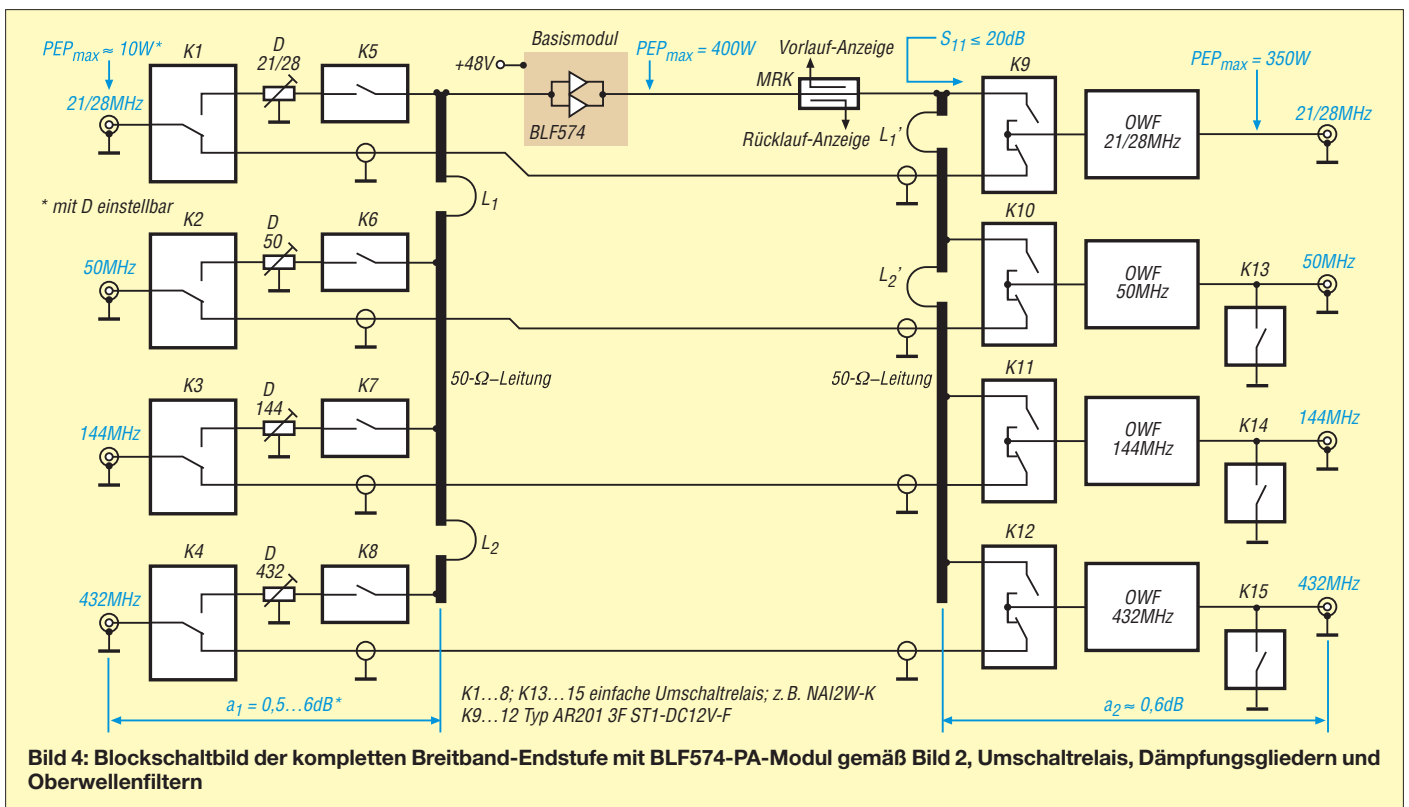 PEPmax ≈ 10W*
21/28MHz
K1
D
21/28
K5
+48V
Basismodul
BLF574
PEPmax = 400W
Vorlauf-Anzeige
MRK
Rücklauf-Anzeige
S11 ≤ 20dB
L1'
K9
OWF
21/28MHz
PEPmax = 350W
21/28MHz
* mit D einstellbar
L1
K2
D
50
K6
50MHz
L2'
K10
OWF
50MHz
K13
50MHz
K3
D
144
K7
144MHz
50-Ω–Leitung
50-Ω–Leitung
K11
OWF
144MHz
K14
144MHz
L2
K4
D
432
K8
432MHz
K12
OWF
432MHz
K15
432MHz
a1 = 0,5...6dB*
K1...8; K13...15 einfache Umschaltrelais; z.B. NAI2W-K
K9...12 Typ AR201 3F ST1-DC12V-F
a2 ≈ 0,6dB
Bild 4: Blockschaltbild der kompletten Breitband-Endstufe mit BLF574-PA-Modul gemäß Bild 2, Umschaltrelais, Dämpfungsgliedern und
Oberwellenfiltern